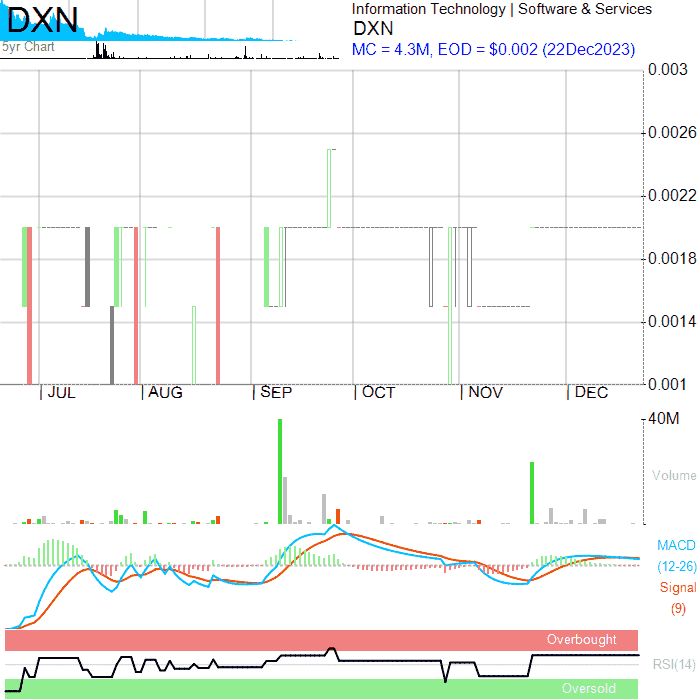 DXN
5yr Chart
Information Technology | Software & Services
DXN
MC = 4.3M, EOD = $0.002 (22Dec2023)
0.003
0.0026
0.0022
0.0018
0.0014
0.001
JUL AUG SEP OCT NOV DEC
40M
Volume
MACD
(12-26)
Signal
(9)
Overbought
RSI(14)
Oversold